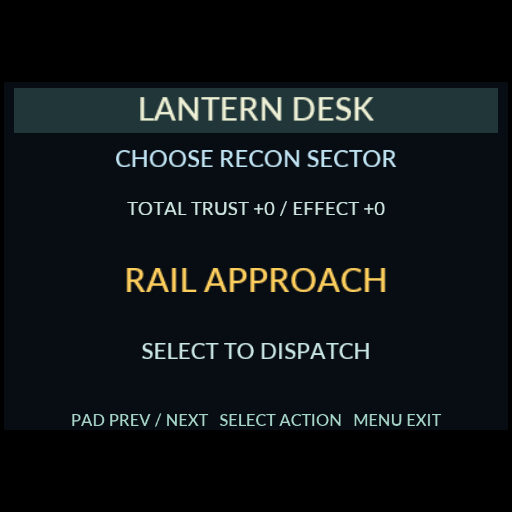 LANTERN DESK
CHOOSE RECON SECTOR
TOTAL TRUST +0 / EFFECT +0
RAIL APPROACH
SELECT TO DISPATCH
PAD PREV / NEXT SELECT ACTION MENU EXIT